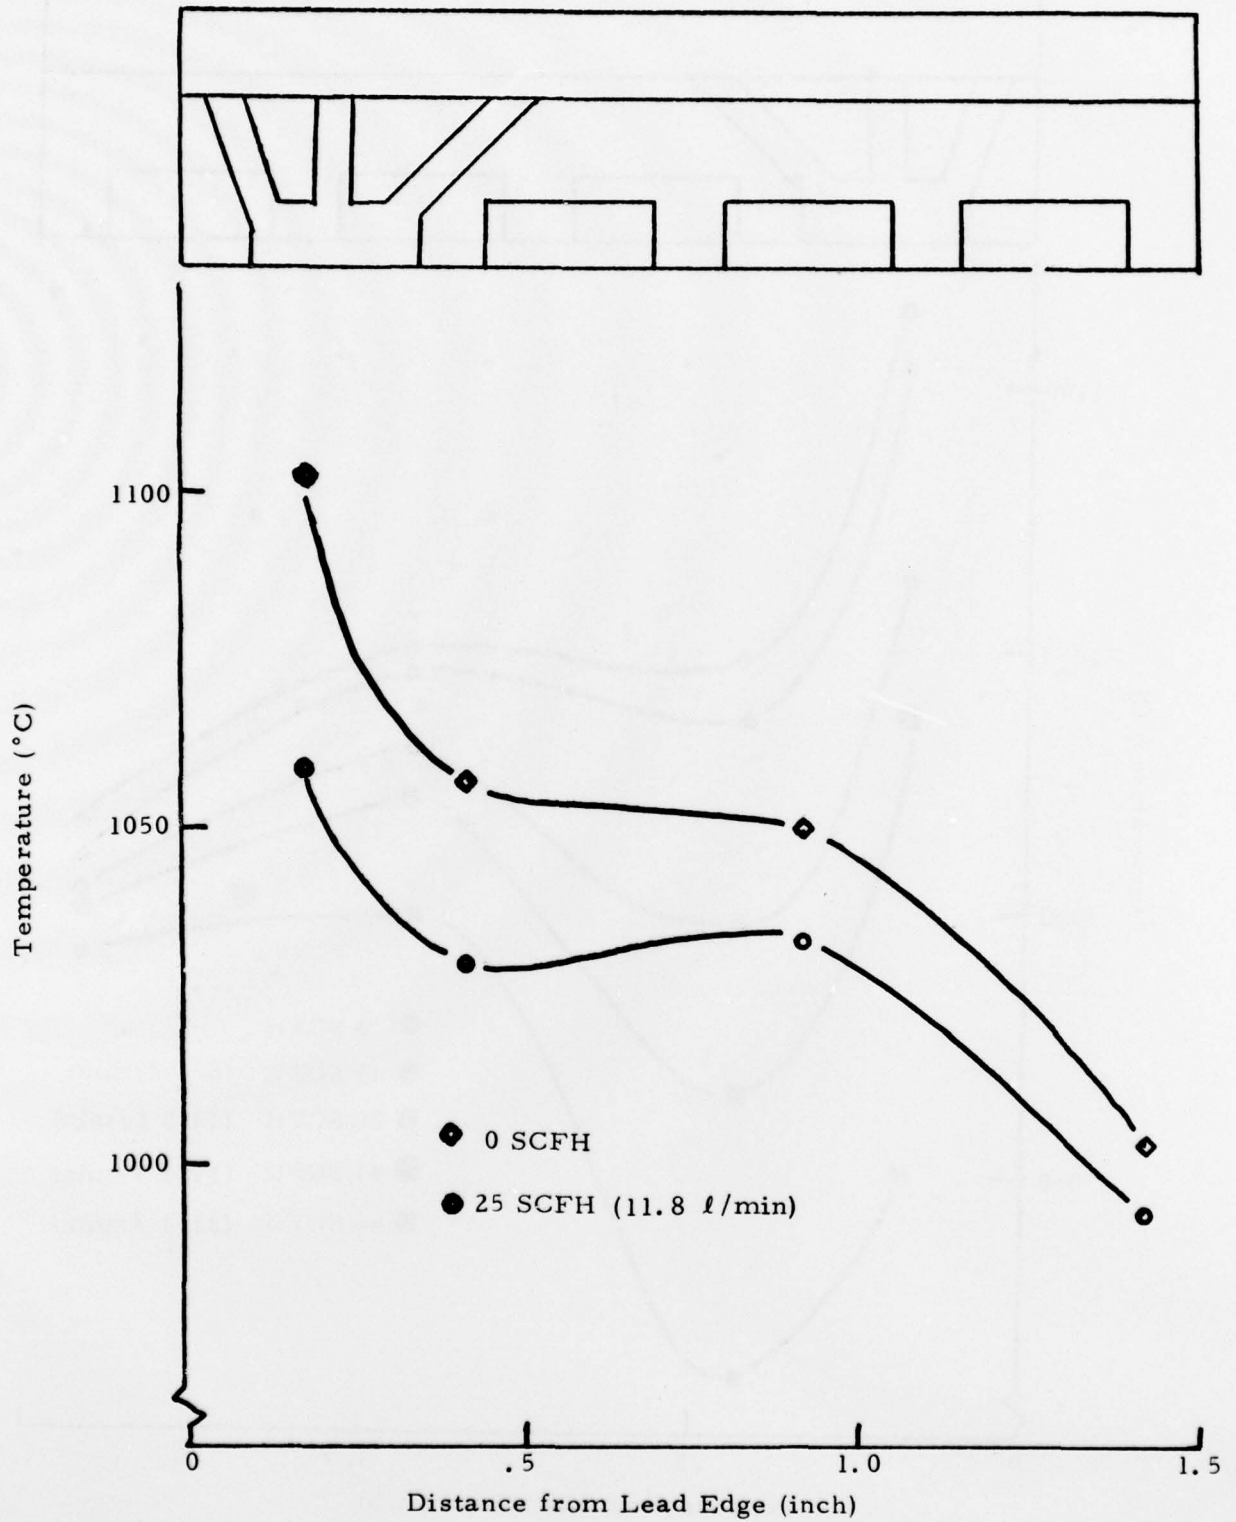 1100
1050
1000
Temperature (°C)
0 SCFH
25 SCFH (11.8 ℓ/min)
0 .5 1.0 1.5
Distance from Lead Edge (inch)